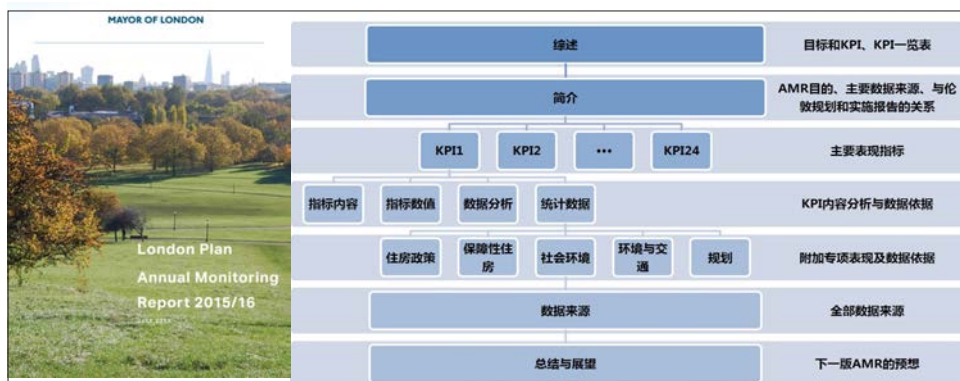 MAYOR OF LONDON
London Plan
Annual Monitoring
Report 2015/16
综述
目标和KPI、KPI一览表
简介
AMR目的、主要数据来源、与伦
敦规划和实施报告的关系
KPI1
KPI2
•••
KPI24
主要表现指标
指标内容
指标数值
数据分析
统计数据
KPI内容分析与数据依据
住房政策
保障性住
房
社会环境
环境与交
通
规划
附加专项表现及数据依据
数据来源
全部数据来源
总结与展望
下一版AMR的预想